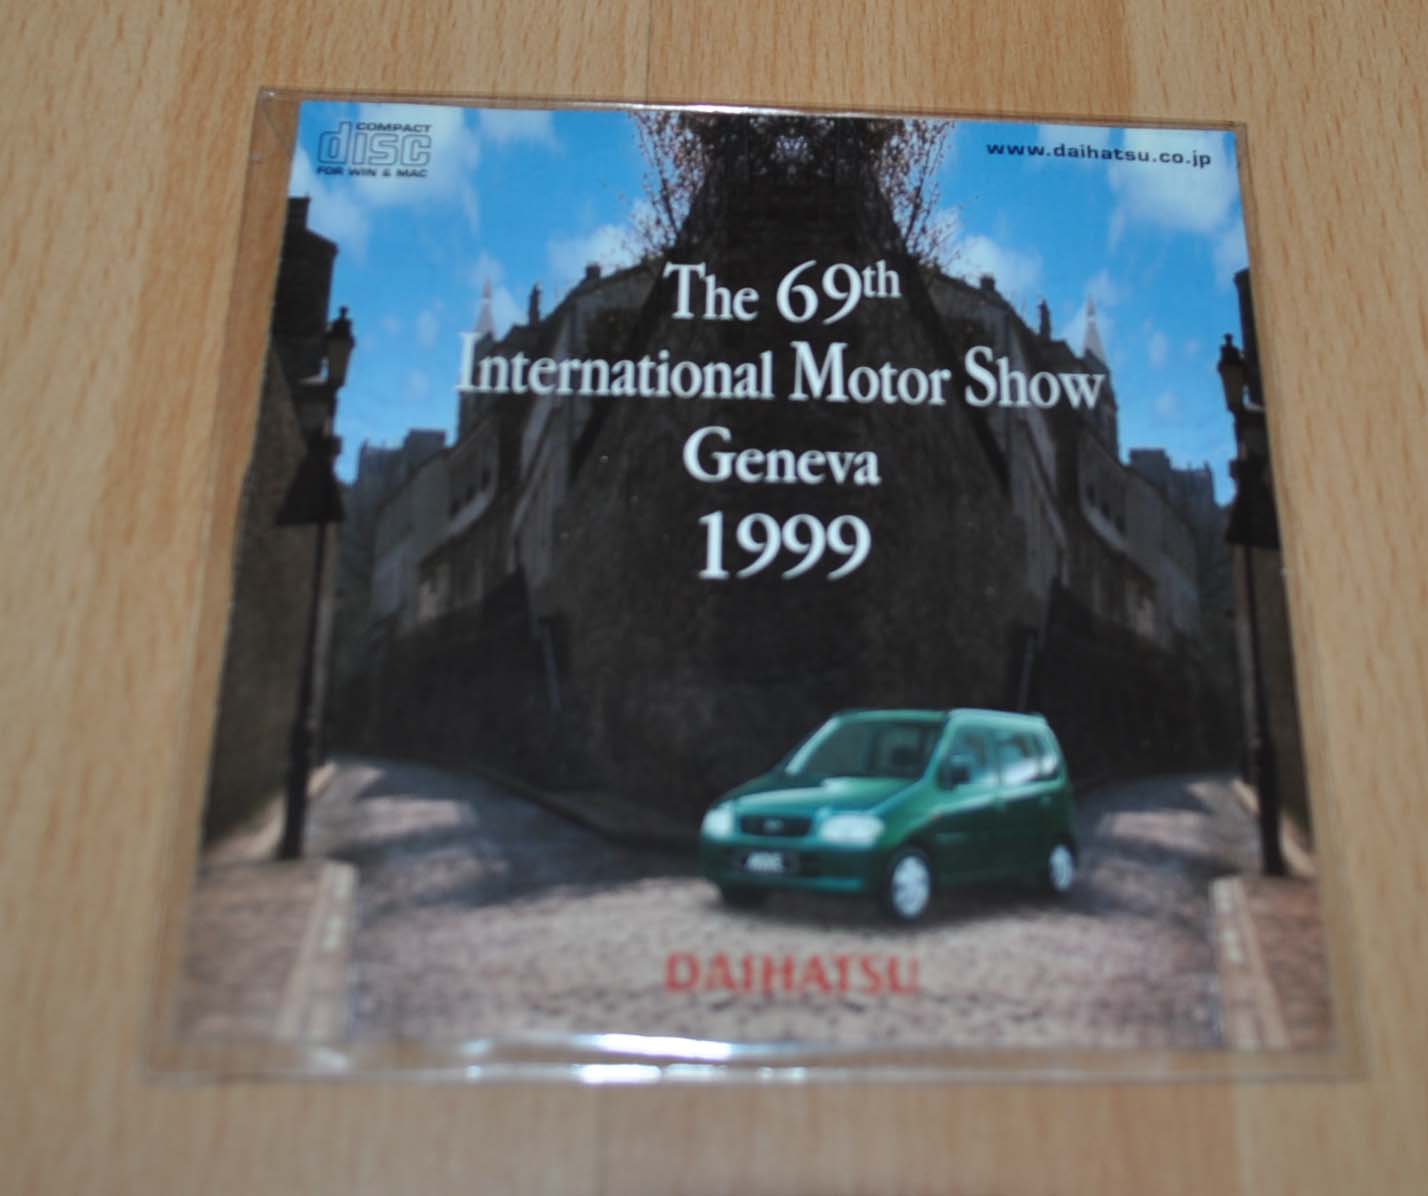 COMPACT
disc
FOR WIN & MAC
www.daihatsu.co.jp
The 69th
International Motor Show
Geneva
1999
DAIHATSU